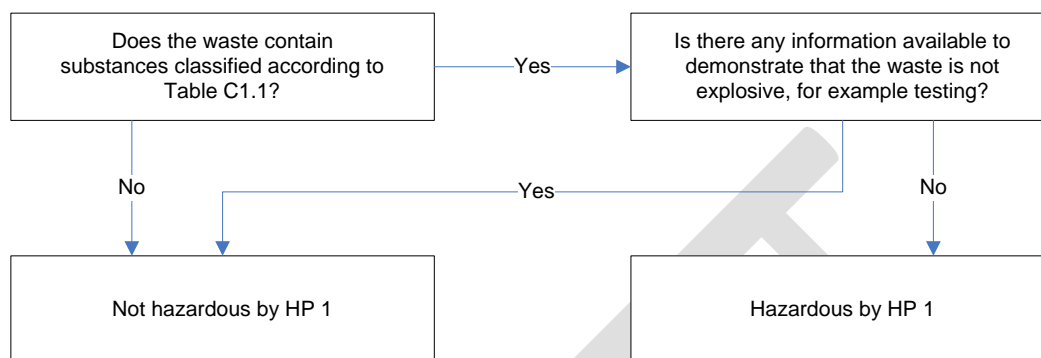 Does the waste contain
substances classified according to
Table C1.1?
Yes
Is there any information available to
demonstrate that the waste is not
explosive, for example testing?
No
Yes
No
Not hazardous by HP 1
Hazardous by HP 1